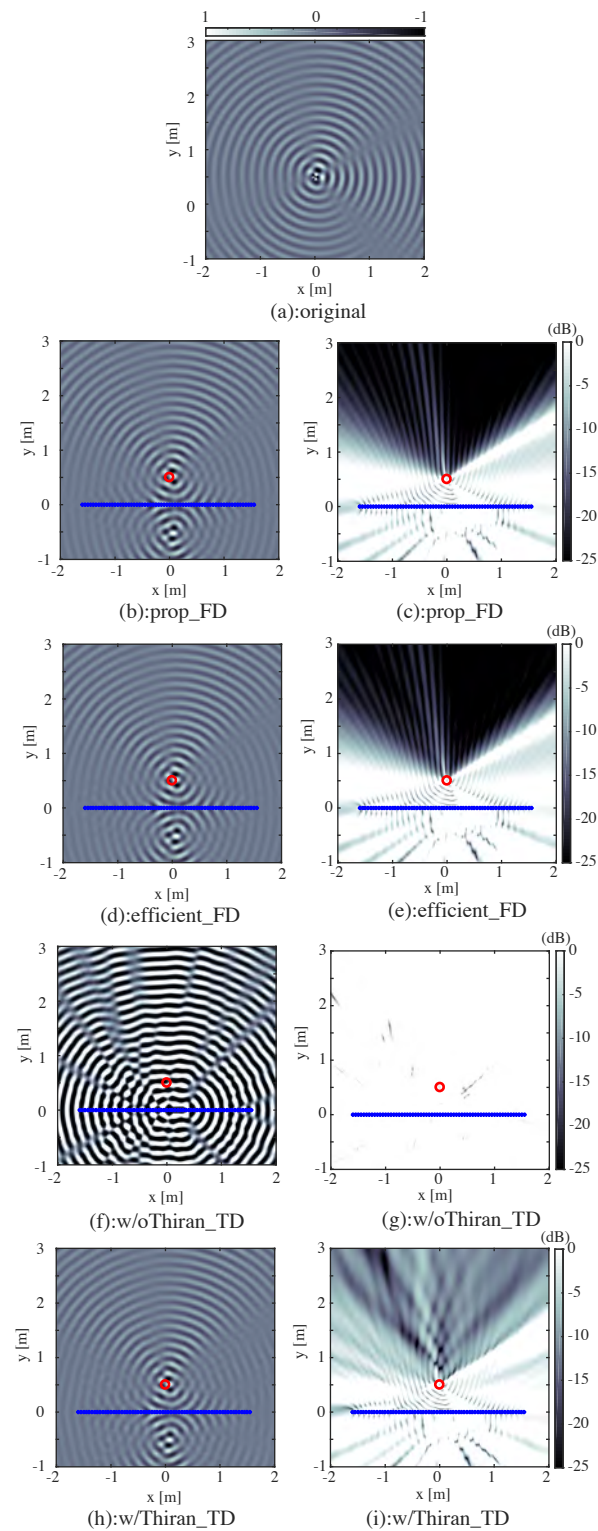 1 0 -1
3
2
y [m]
1
0
-1
-2 -1 0 1 2
x [m]
(a):original
(dB)
3 3 0
2 2 -5
y [m] y [m] -10
1 1
-15
0 0
-20
-1 -1 -25
-2 -1 0 1 2 -2 -1 0 1 2
x [m] x [m]
(b):prop_FD (c):prop_FD
(dB)
3 3 0
2 2 -5
y [m] y [m] -10
1 1
-15
0 0
-20
-1 -1 -25
-2 -1 0 1 2 -2 -1 0 1 2
x [m] x [m]
(d):efficient_FD (e):efficient_FD
(dB)
3 3 0
2 2 -5
y [m] y [m] -10
1 1
-15
0 0
-20
-1 -1 -25
-2 -1 0 1 2 -2 -1 0 1 2
x [m] x [m]
(f):w/oThiran_TD (g):w/oThiran_TD
(dB)
3 3 0
2 2 -5
y [m] y [m] -10
1 1
-15
0 0
-20
-1 -1 -25
-2 -1 0 1 2 -2 -1 0 1 2
x [m] x [m]
(h):w/Thiran_TD (i):w/Thiran_TD